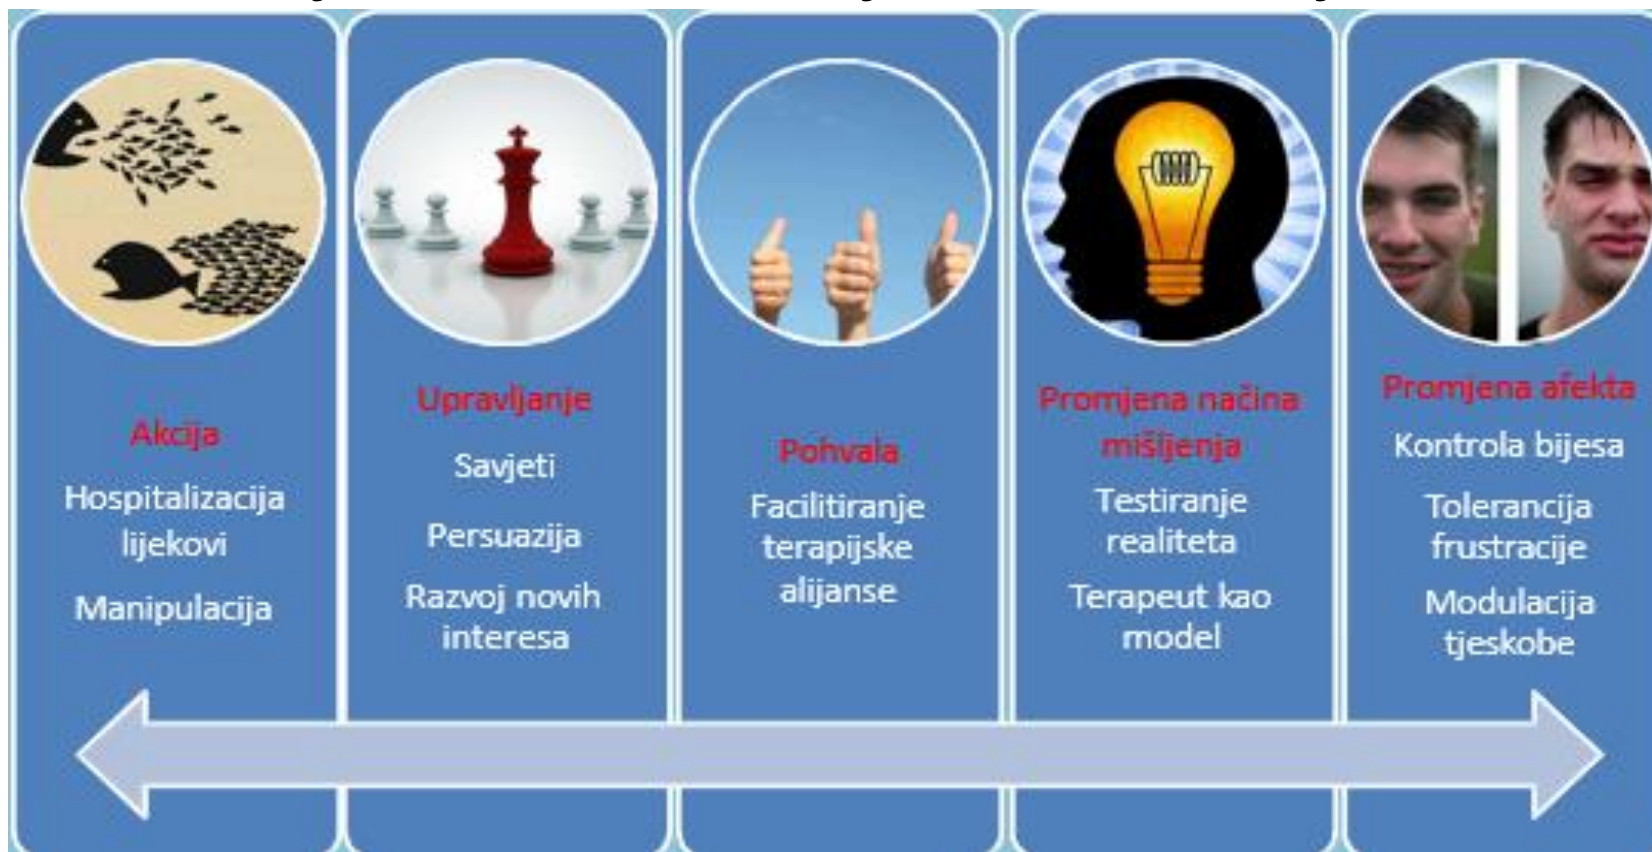 Akcija
Hospitalizacija
lijekovi
Manipulacija
Upravljanje
Savjeti
Persuazija
Razvoj novih
interesa
Pohvala
Facilitiranje
terapijske
alijanse
Promjena načina
mišljenja
Testiranje
realiteta
Terapeut kao
model
Promjena afekta
Kontrola bijesa
Tolerancija
frustracije
Modulacija
tjeskobe